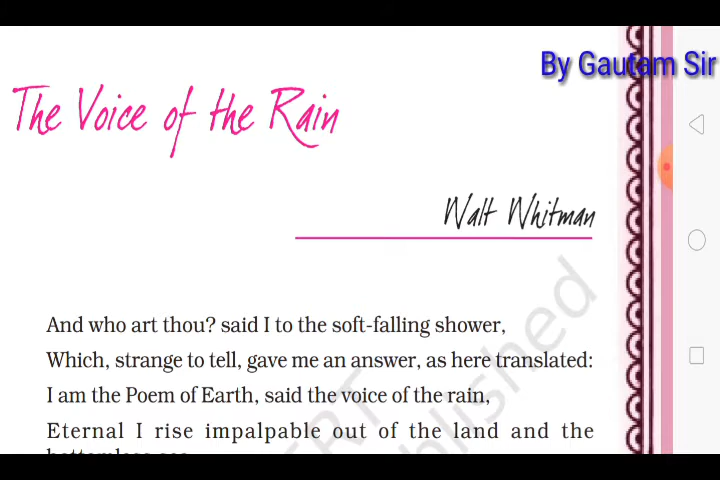 By Gautam Sir
The Voice of the Rain
Walt Whitman
And who art thou? said I to the soft-falling shower,
Which, strange to tell, gave me an answer, as here translated:
I am the Poem of Earth, said the voice of the rain,
Eternal I rise impalpable out of the land and the